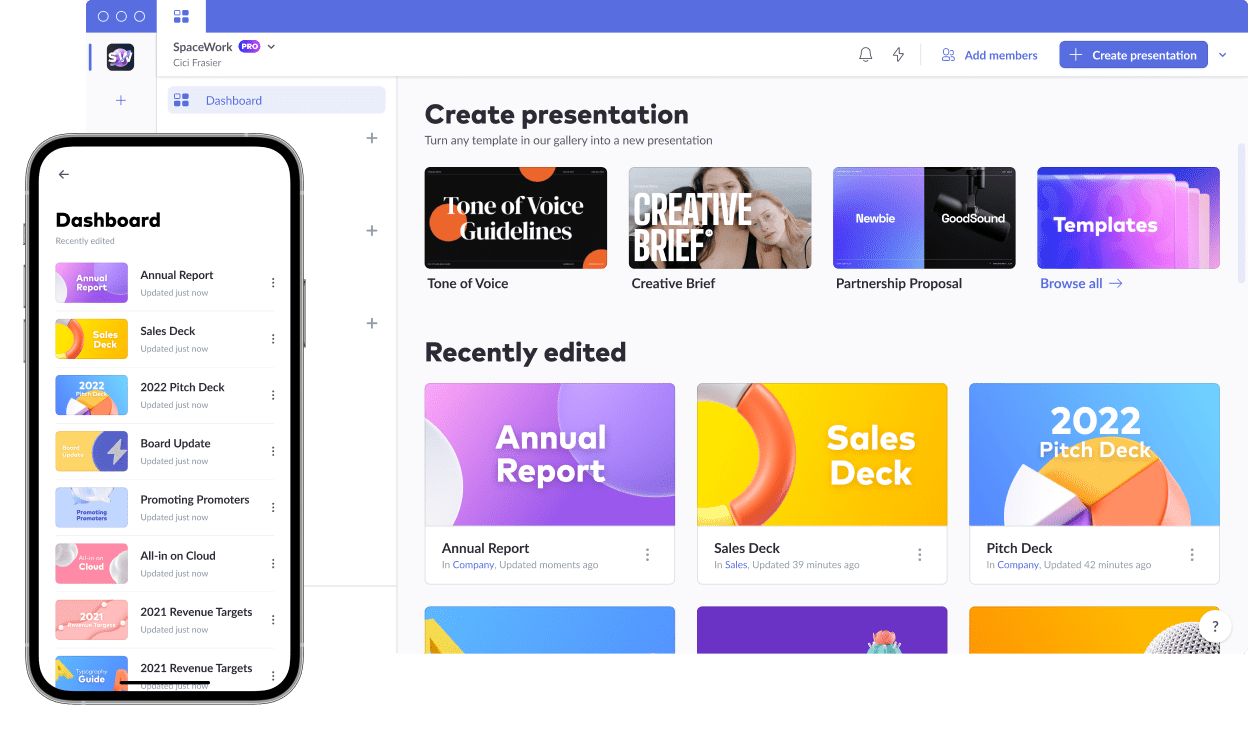 SW
SpaceWork PRO
Cici Frasier
Add members
Create presentation
Dashboard
Create presentation
Turn any template in our gallery into a new presentation
Tone of Voice
Guidelines
CREATIVE
BRIEF
Newbie
GoodSound
Templates
Tone of Voice
Creative Brief
Partnership Proposal
Browse all
Recently edited
Annual
Report
Sales
Deck
2022
Pitch Deck
Annual Report
In Company, Updated moments ago
Sales Deck
In Sales, Updated 39 minutes ago
Pitch Deck
In Company, Updated 42 minutes ago
?
Dashboard
Recently edited
Annual
Report
Annual Report
Updated just now
Sales
Deck
Sales Deck
Updated just now
2022
Pitch Deck
2022 Pitch Deck
Updated just now
Board
Update
Board Update
Updated just now
Promoting
Promoters
Promoting Promoters
Updated just now
All-in on
Cloud
All-in on Cloud
Updated just now
2021
Revenue Targets
2021 Revenue Targets
Updated just now
Typography
Guide
2021 Revenue Targets
Updated just now